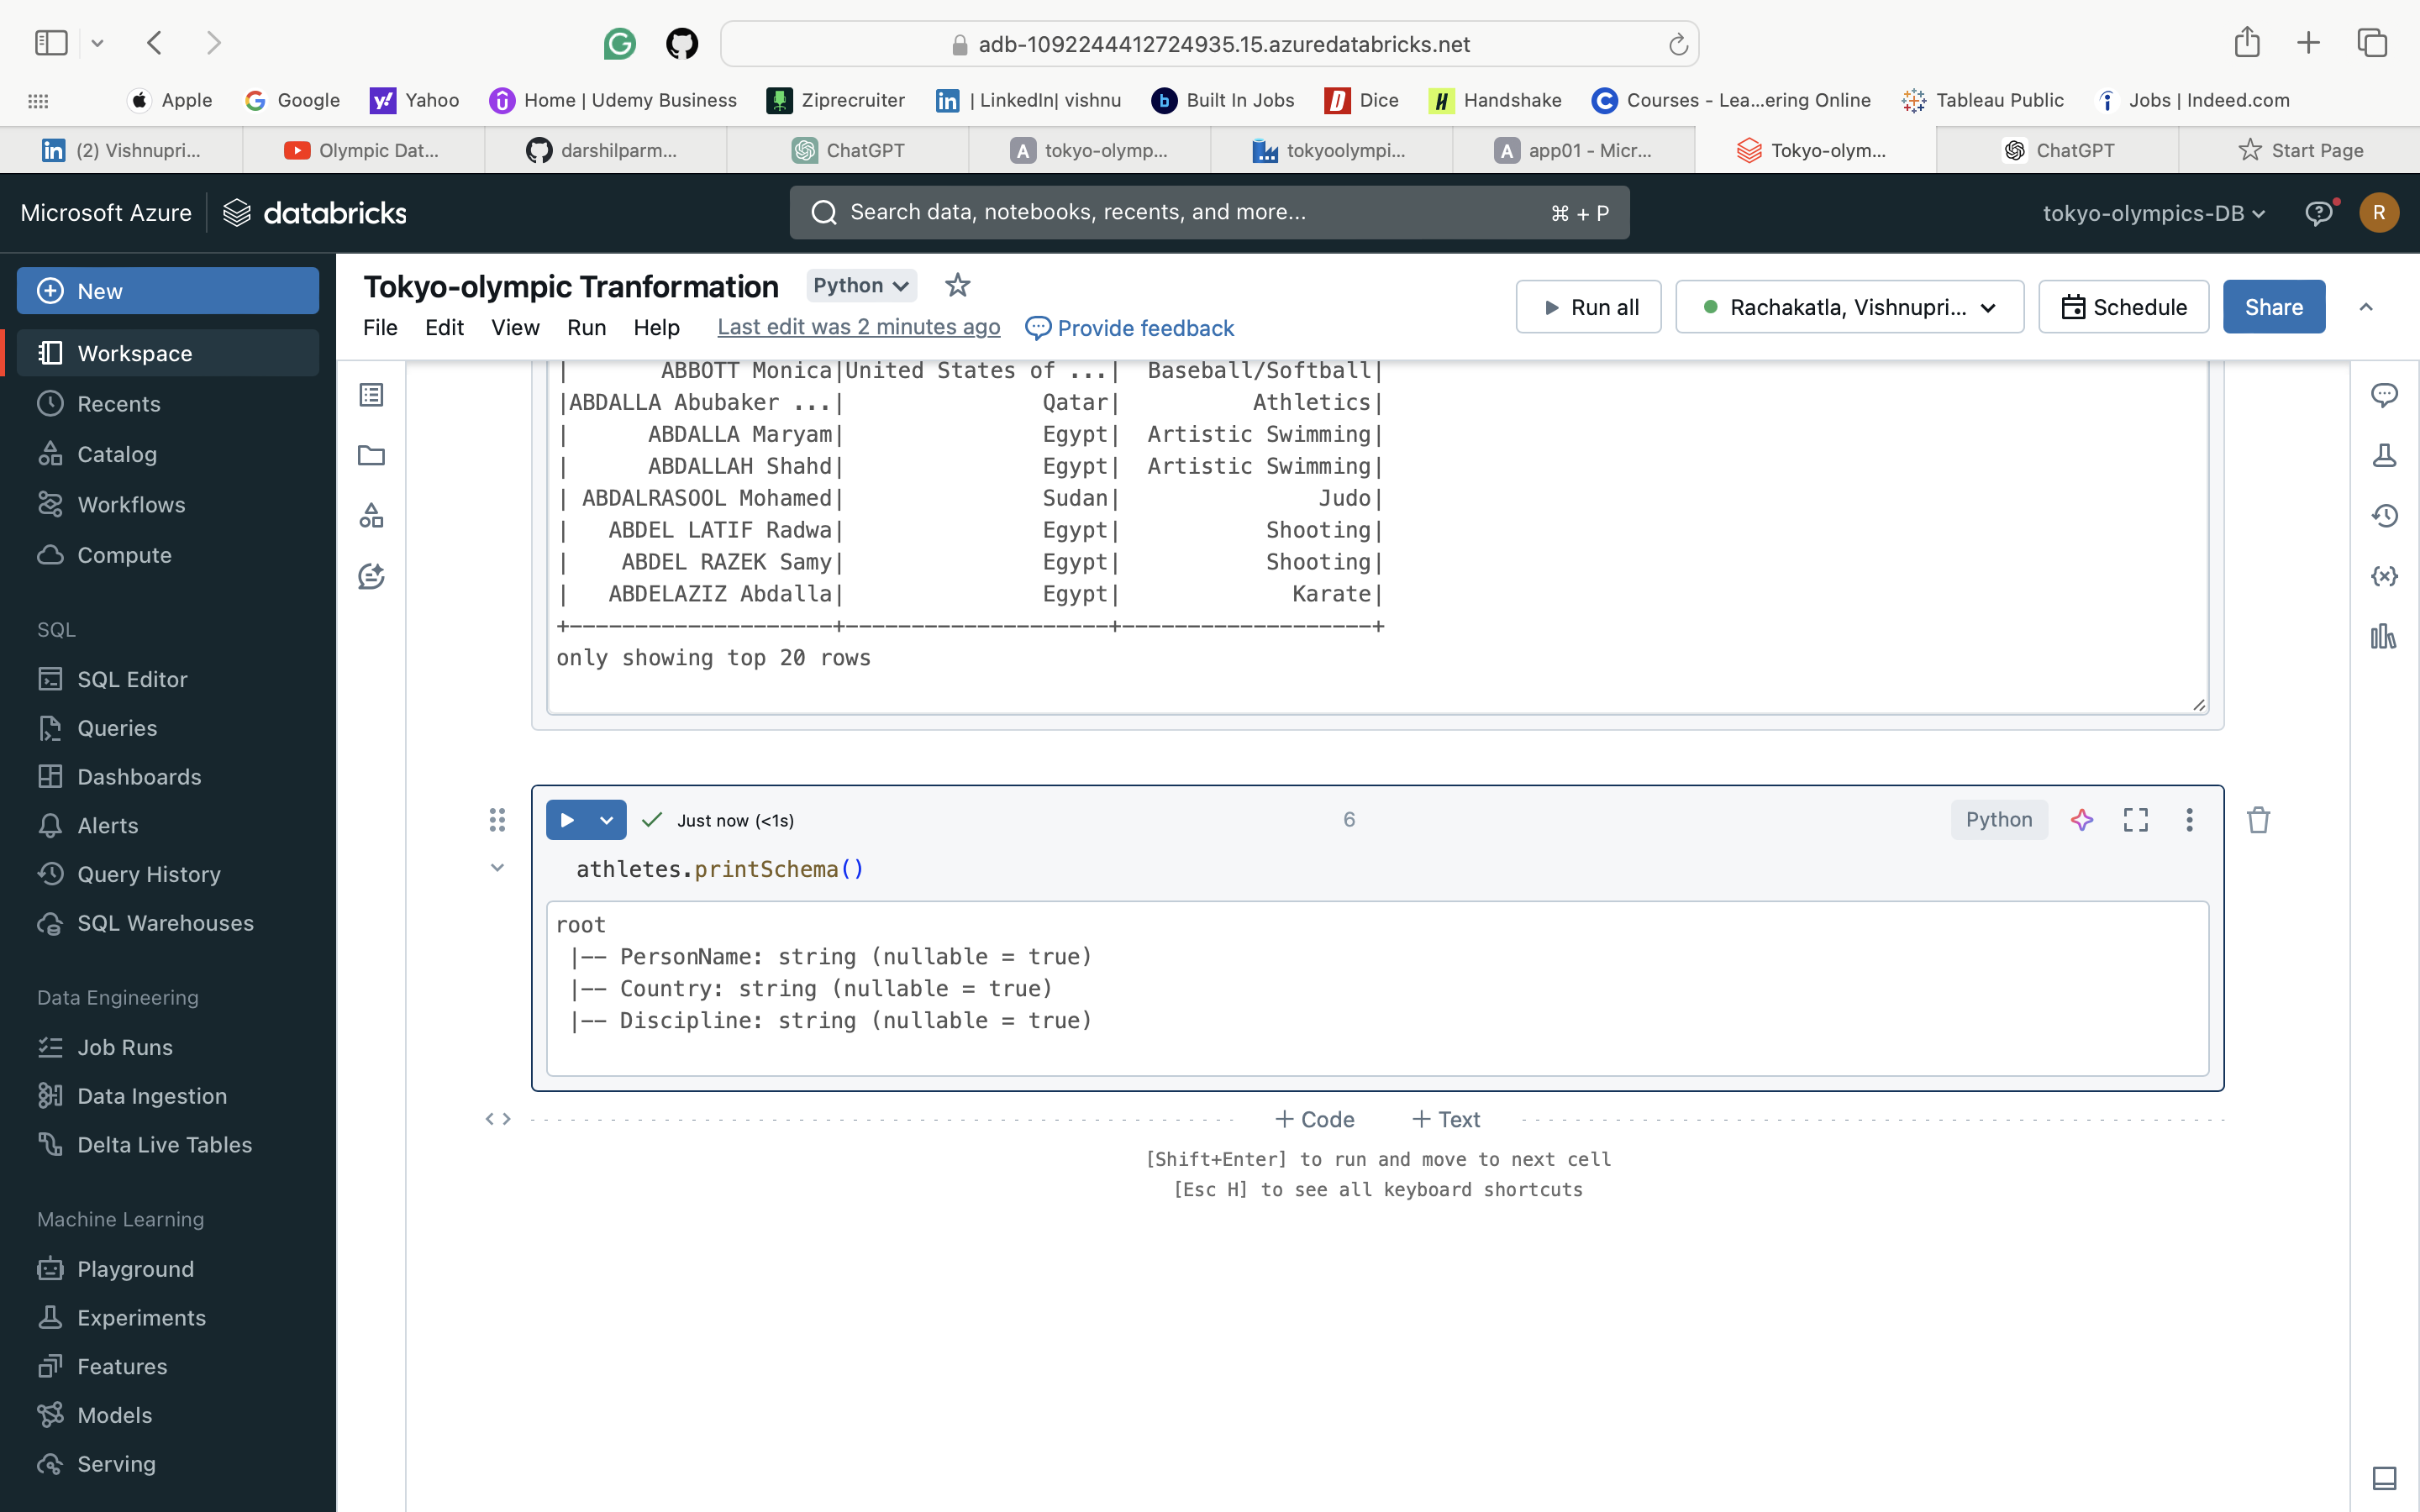 adb-1092244412724935.15.azuredatabricks.net
Apple Google Yahoo Home | Udemy Business Ziprecruiter | LinkedIn| vishnu Built In Jobs Dice Handshake Courses - Lea...ering Online Tableau Public Jobs | Indeed.com
(2) Vishnupri... Olympic Dat... darshilparm... ChatGPT tokyo-olymp... tokyoolympi... app01 - Micr... Tokyo-olym... ChatGPT Start Page
Microsoft Azure databricks Search data, notebooks, recents, and more... ⌘ + P tokyo-olympics-DB R
New
Workspace
Recents
Catalog
Workflows
Compute
SQL
SQL Editor
Queries
Dashboards
Alerts
Query History
SQL Warehouses
Data Engineering
Job Runs
Data Ingestion
Delta Live Tables
Machine Learning
Playground
Experiments
Features
Models
Serving
Tokyo-olympic Tranformation Python
File Edit View Run Help Last edit was 2 minutes ago Provide feedback
Run all Rachakatla, Vishnupri... Schedule Share
|       ABBOTT Monica|United States of ...|  Baseball/Softball|
|ABDALLA Abubaker ...|               Qatar|          Athletics|
|      ABDALLA Maryam|               Egypt|  Artistic Swimming|
|      ABDALLAH Shahd|               Egypt|  Artistic Swimming|
| ABDALRASOOL Mohamed|               Sudan|               Judo|
|   ABDEL LATIF Radwa|               Egypt|           Shooting|
|    ABDEL RAZEK Samy|               Egypt|           Shooting|
|   ABDELAZIZ Abdalla|               Egypt|             Karate|
+--------------------+--------------------+-------------------+
only showing top 20 rows
Just now (<1s) 6 Python
athletes.printSchema()
root
 |-- PersonName: string (nullable = true)
 |-- Country: string (nullable = true)
 |-- Discipline: string (nullable = true)
+ Code + Text
[Shift+Enter] to run and move to next cell
[Esc H] to see all keyboard shortcuts